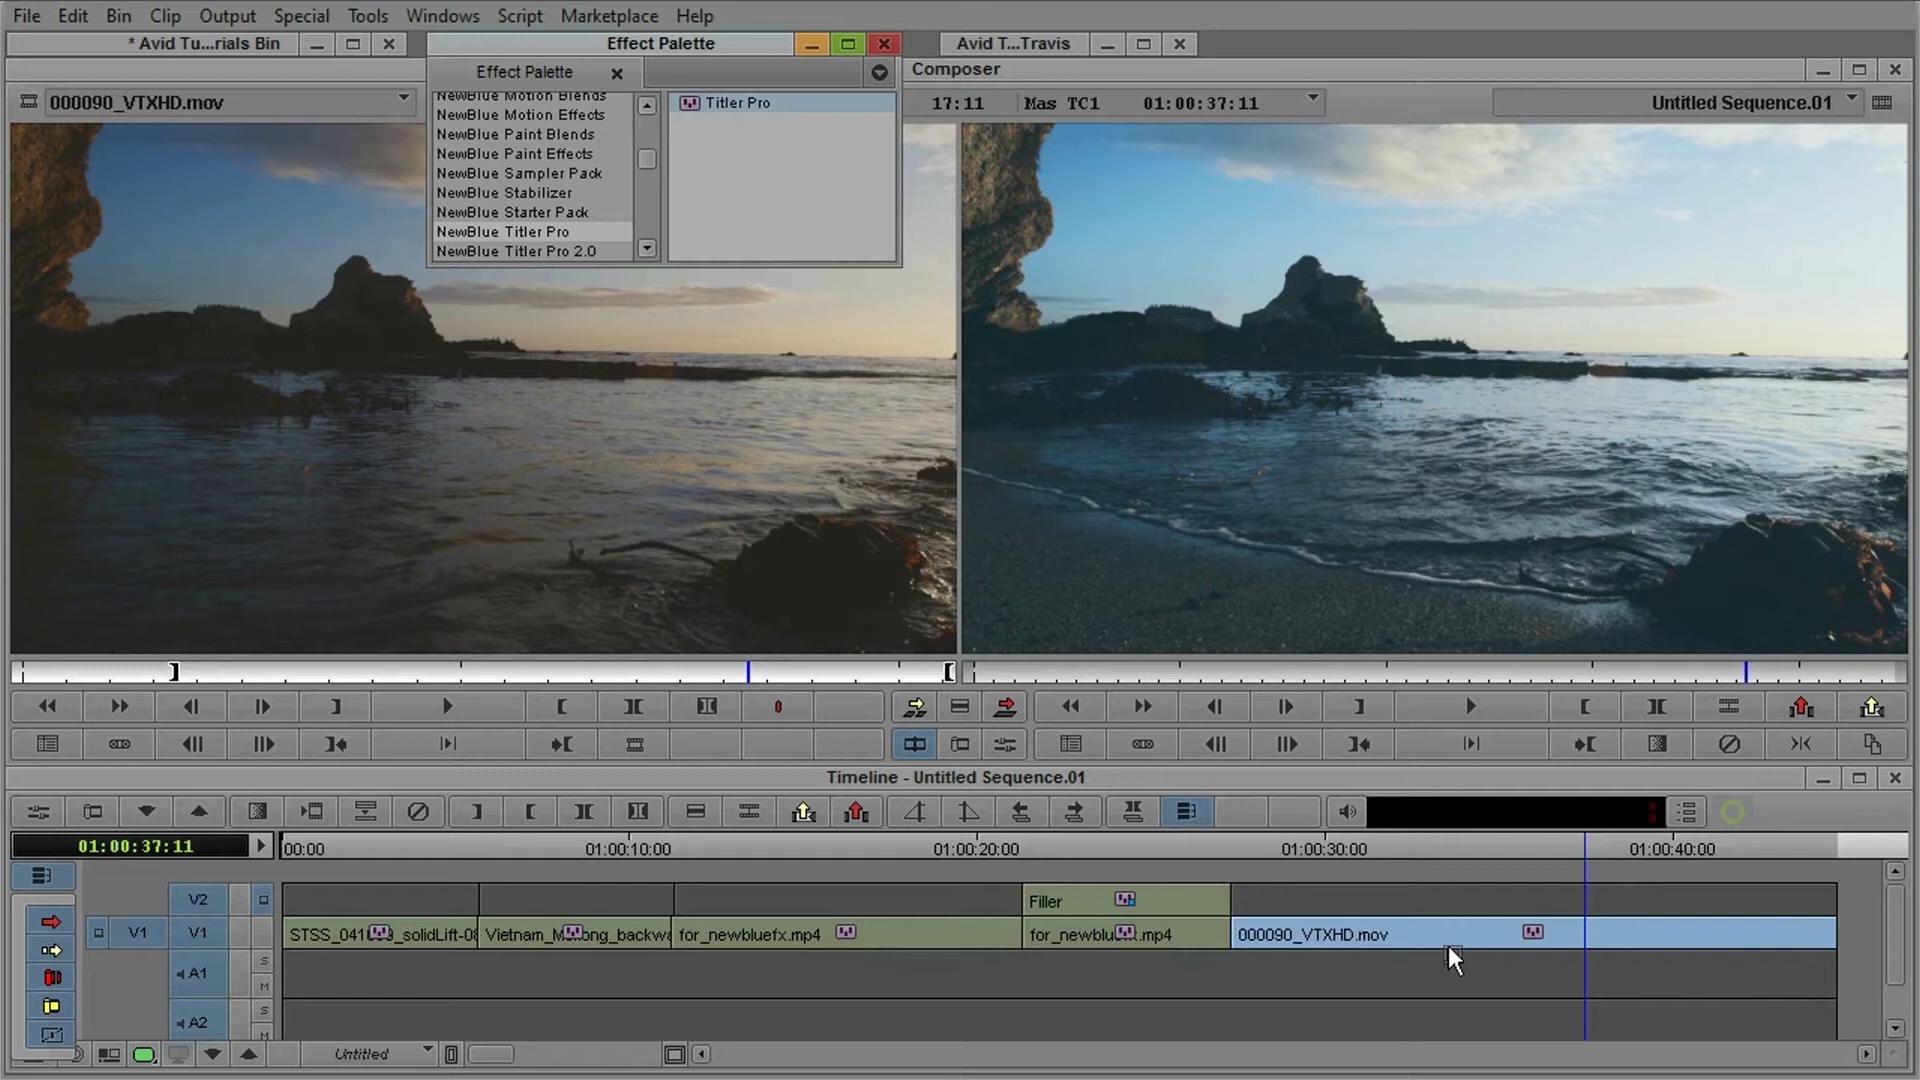 File Edit Bin Clip Output Special Tools Windows Script Marketplace Help
* Avid Tu...rials Bin
Effect Palette
Avid T...Travis
Effect Palette
Composer
000090_VTXHD.mov
NewBlue Motion Blends
NewBlue Motion Effects
NewBlue Paint Blends
NewBlue Paint Effects
NewBlue Sampler Pack
NewBlue Stabilizer
NewBlue Starter Pack
NewBlue Titler Pro
NewBlue Titler Pro 2.0
Titler Pro
17:11 Mas TC1 01:00:37:11
Untitled Sequence.01
Timeline - Untitled Sequence.01
01:00:37:11
00:00 01:00:10:00 01:00:20:00 01:00:30:00 01:00:40:00
V2 Filler
V1 V1 STSS_041 _solidLift-0 Vietnam_M ong_backwa for_newbluefx.mp4 for_newblu .mp4 000090_VTXHD.mov
A1 S
M
A2 S
M
Untitled